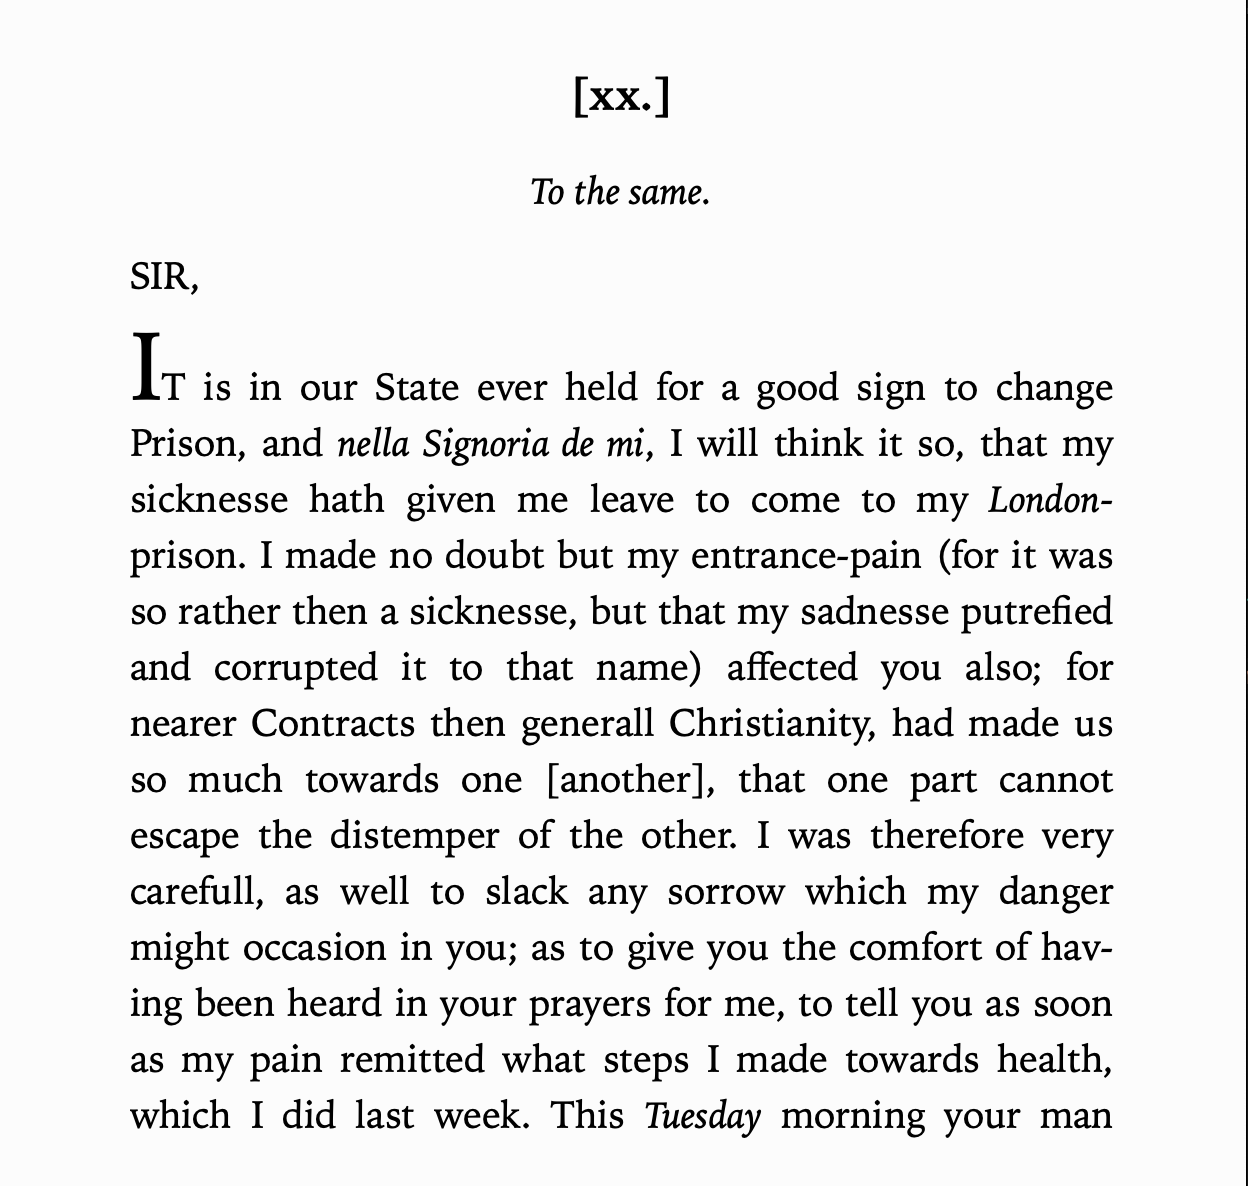 [xx.]
To the same.
SIR,
IT is in our State ever held for a good sign to change
Prison, and nella Signoria de mi, I will think it so, that my
sicknesse hath given me leave to come to my London-
prison. I made no doubt but my entrance-pain (for it was
so rather then a sicknesse, but that my sadnesse putrefied
and corrupted it to that name) affected you also; for
nearer Contracts then generall Christianity, had made us
so much towards one [another], that one part cannot
escape the distemper of the other. I was therefore very
carefull, as well to slack any sorrow which my danger
might occasion in you; as to give you the comfort of hav-
ing been heard in your prayers for me, to tell you as soon
as my pain remitted what steps I made towards health,
which I did last week. This Tuesday morning your man